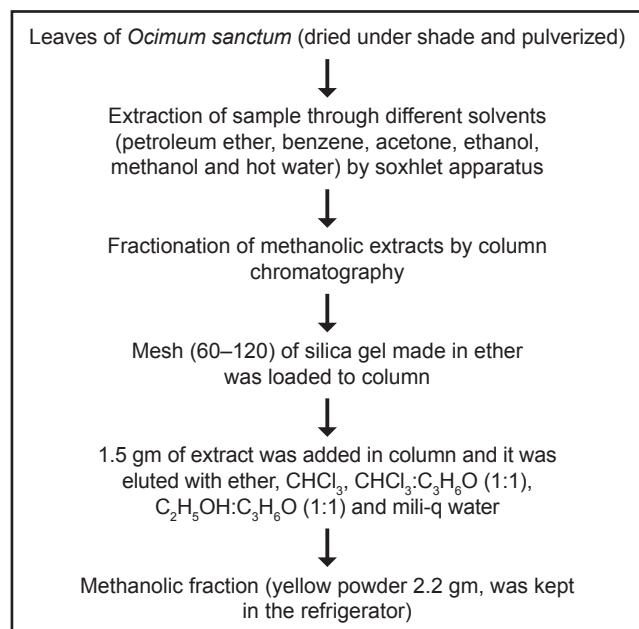 Leaves of Ocimum sanctum (dried under shade and pulverized)
Extraction of sample through different solvents
(petroleum ether, benzene, acetone, ethanol,
methanol and hot water) by soxhlet apparatus
Fractionation of methanolic extracts by column
chromatography
Mesh (60–120) of silica gel made in ether
was loaded to column
1.5 gm of extract was added in column and it was
eluted with ether, CHCl₃, CHCl₃:C₃H₆O (1:1),
C₂H₅OH:C₃H₆O (1:1) and mili-q water
Methanolic fraction (yellow powder 2.2 gm, was kept
in the refrigerator)